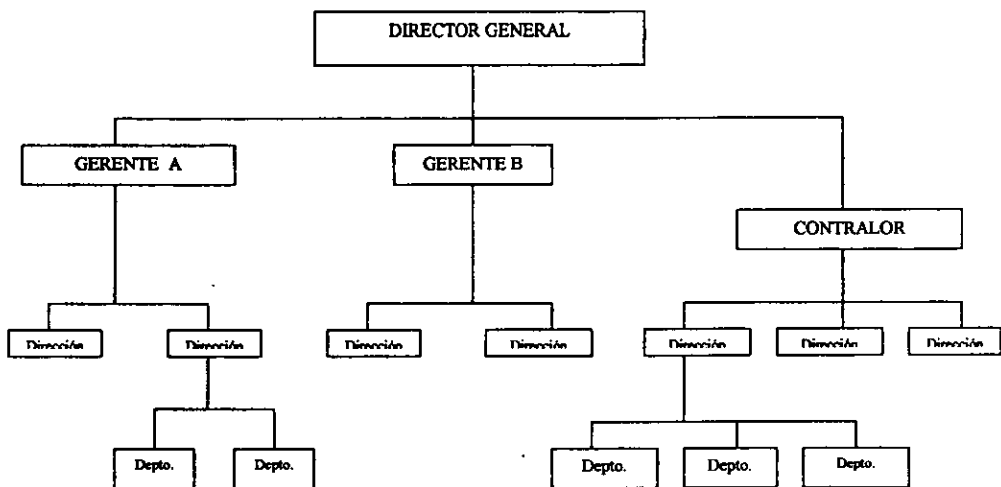 DIRECTOR GENERAL
GERENTE A
GERENTE B
CONTRALOR
Dirección
Dirección
Dirección
Dirección
Dirección
Dirección
Dirección
Depto.
Depto.
Depto.
Depto.
Depto.